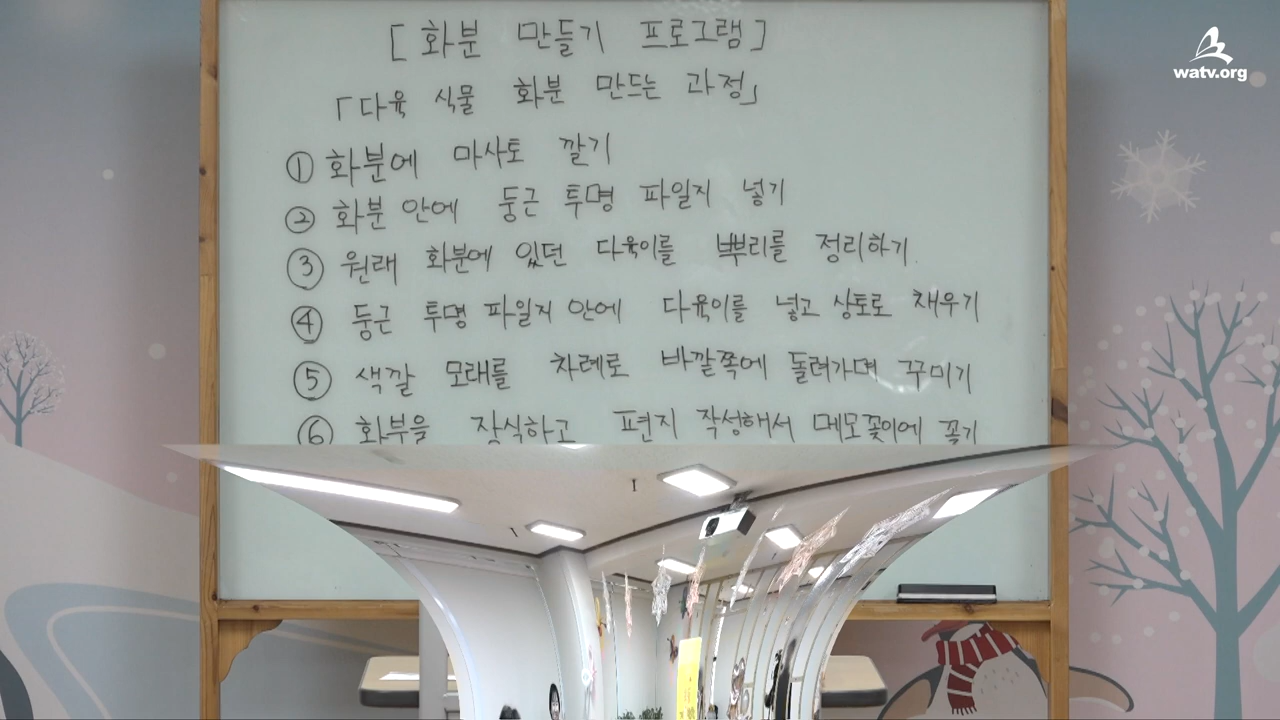 [화분 만들기 프로그램]
「다육 식물 화분 만드는 과정」
① 화분에 마사토 깔기
② 화분 안에 둥근 투명 파일지 넣기
③ 원래 화분에 있던 다육이를 뿌리를 정리하기.
④ 둥근 투명 파일지 안에 다육이를 넣고 상토로 채우기
⑤ 색깔 모래를 차례로 바깔쪽에 돌려가며 꾸미기
⑥ 화분을 장식하고 편지 작성해서 메모꽂이에 꽂기
watv.org